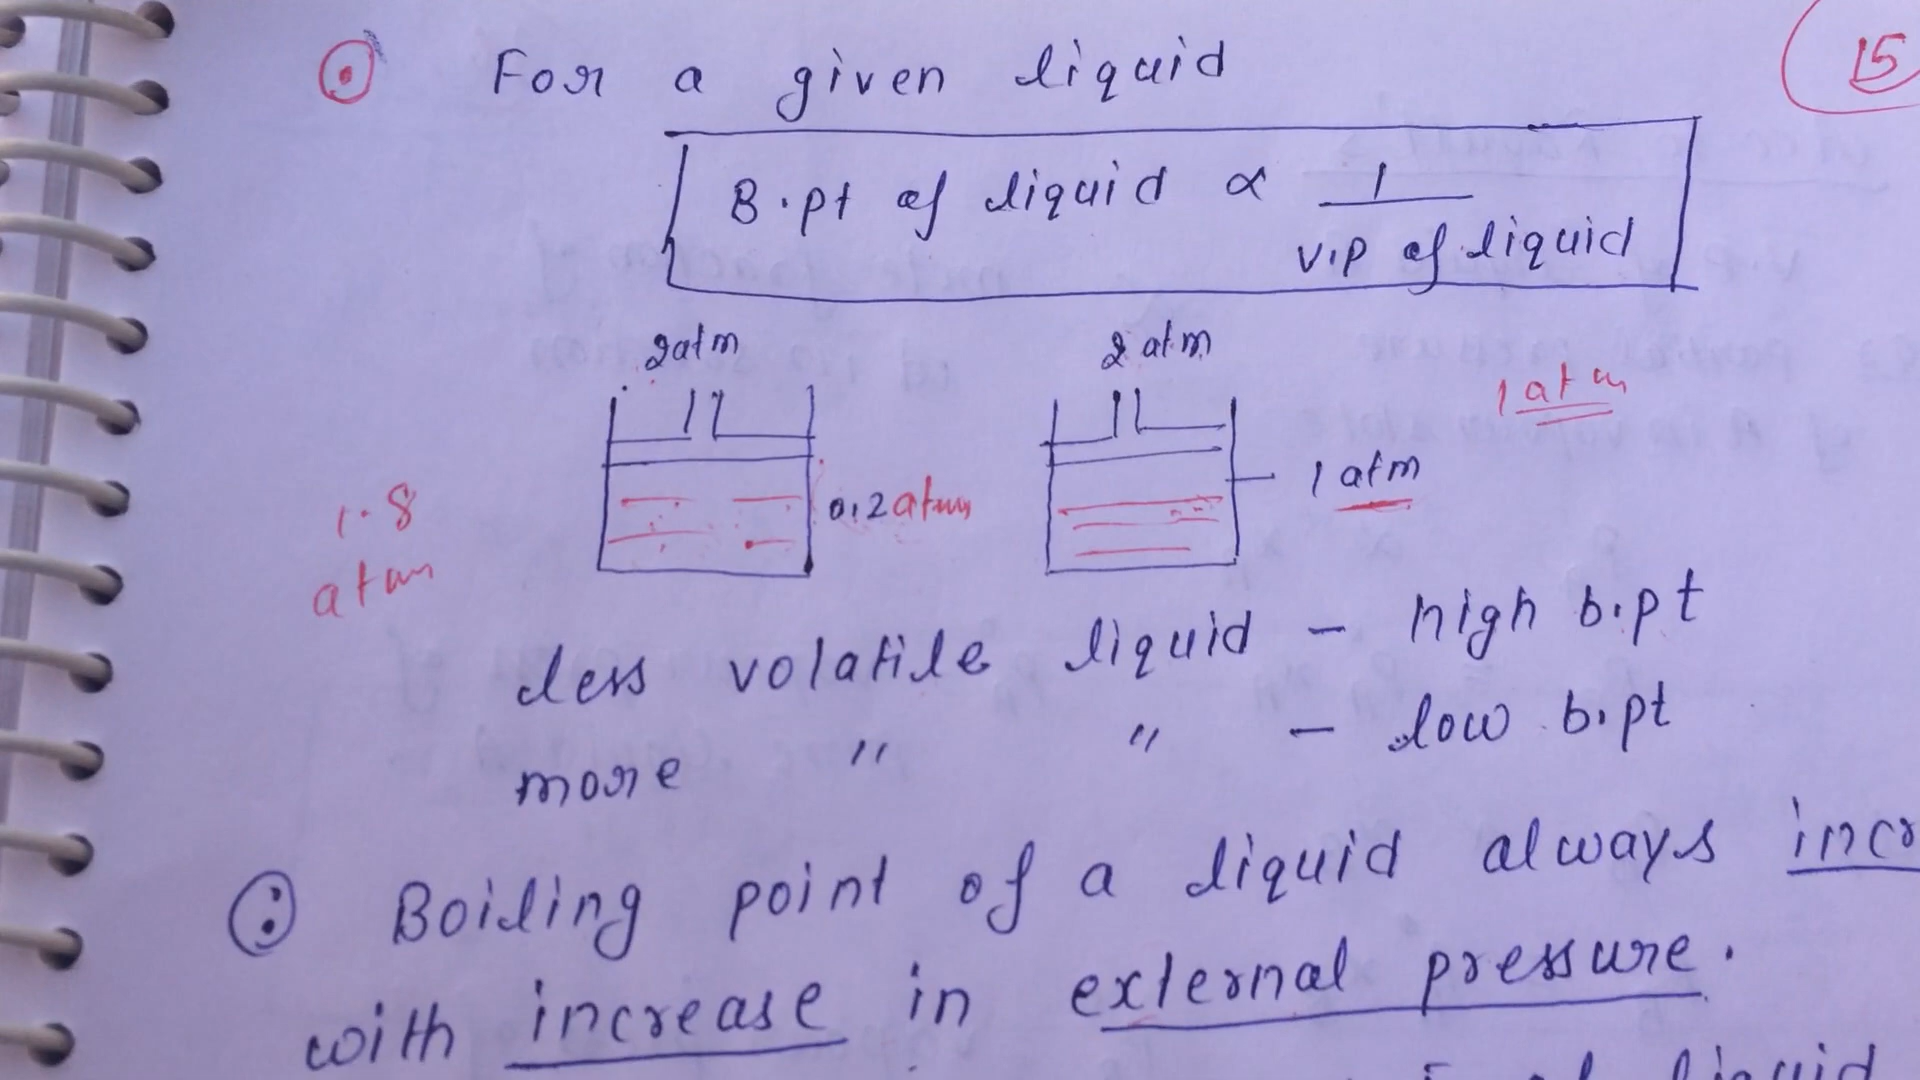 15
For a given liquid
B.pt of liquid ∝ 1
v.p of liquid
2atm
2 atm
1 atm
1 atm
0.2 atm
1.8
atm
less volatile liquid - high b.pt
more " " - low b.pt
Boiling point of a liquid always incr
with increase in external pressure.
liquid